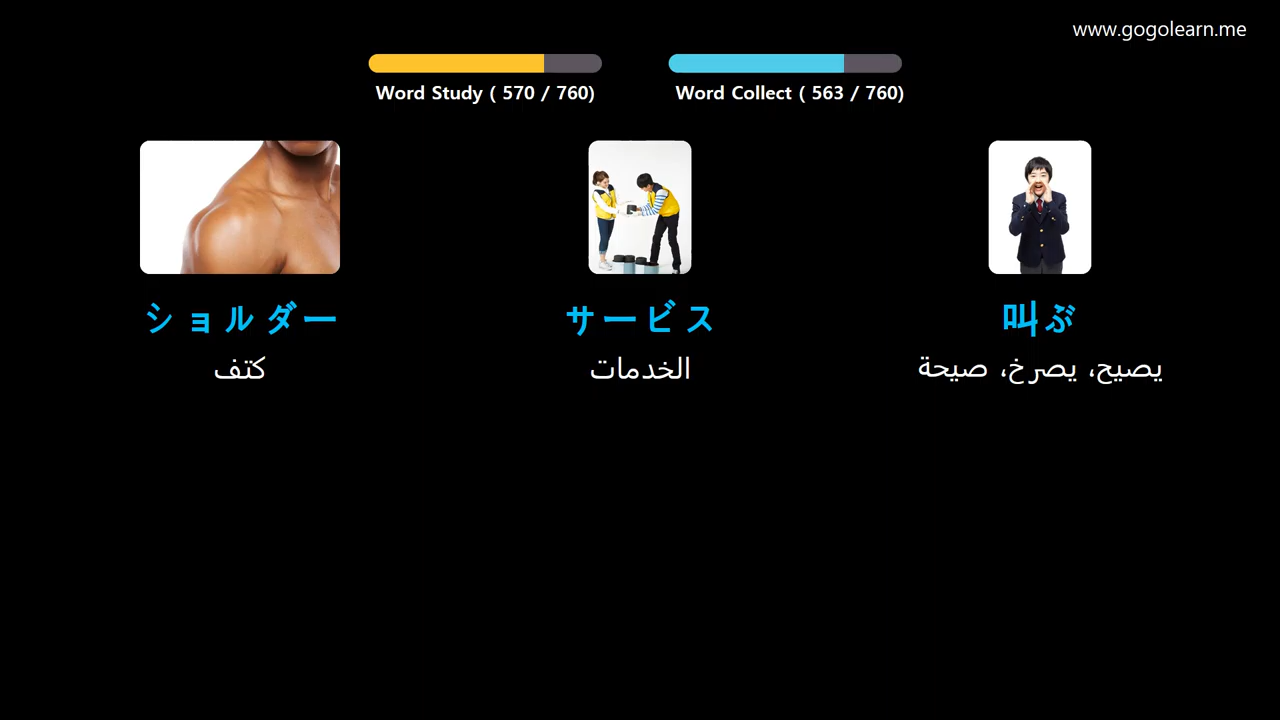 www.gogolearn.me
Word Study ( 570 / 760)
Word Collect ( 563 / 760)
ショルダー
サービス
叫ぶ
كتف
الخدمات
يصيح، يصرخ، صيحة